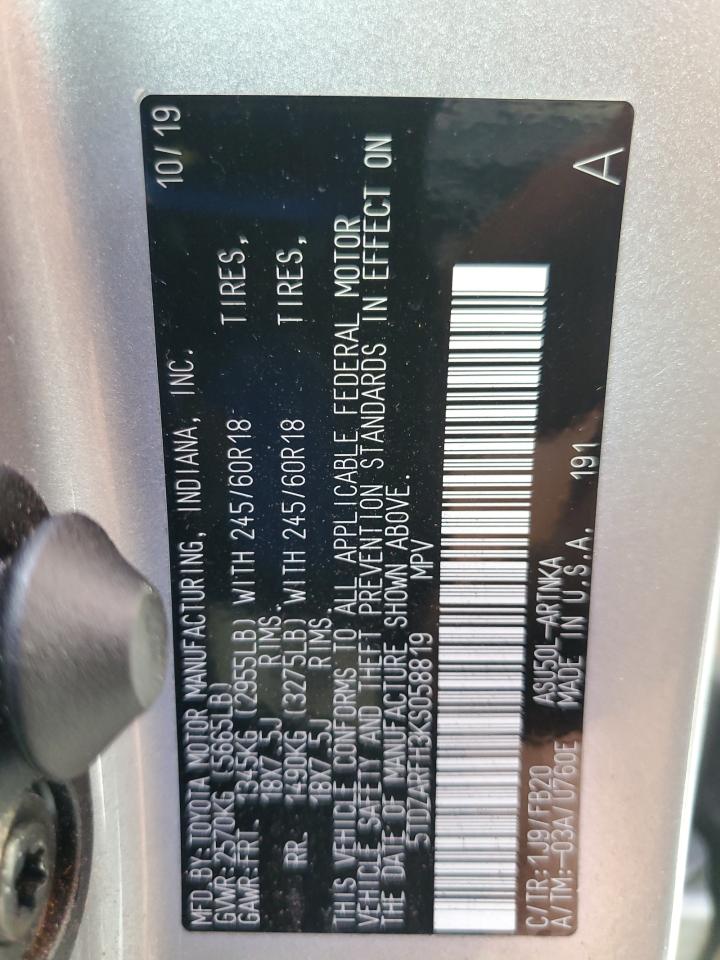 MFD.BY:TOYOTA MOTOR MANUFACTURING, INDIANA, INC. 10/19
GVWR:2570KG (5665LB)
GAWR:FRT. 1345KG (2955LB) WITH 245/60R18 TIRES,
18X7.5J RIMS.
RR. 1490KG (3275LB) WITH 245/60R18 TIRES,
18X7.5J RIMS.
THIS VEHICLE CONFORMS TO ALL APPLICABLE FEDERAL MOTOR
VEHICLE SAFETY AND THEFT PREVENTION STANDARDS IN EFFECT ON
THE DATE OF MANUFACTURE SHOWN ABOVE.
5TDZARFH3KS058819 MPV
C/TR:1J9/FB20 ASU50L-ARTNKA
A/TM:-03A/U760E MADE IN U.S.A. 191 A